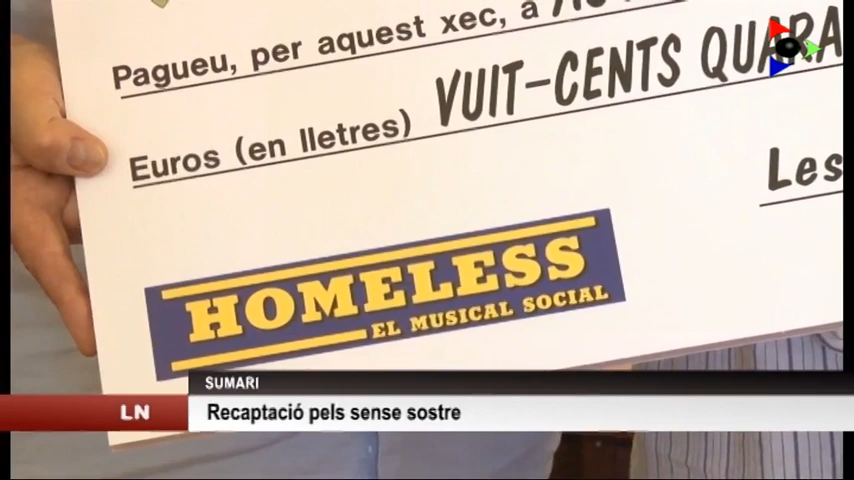 Pagueu, per aquest xec, a
Euros (en lletres) VUIT-CENTS QUARA
Les
HOMELESS
EL MUSICAL SOCIAL
SUMARI
LN Recaptació pels sense sostre